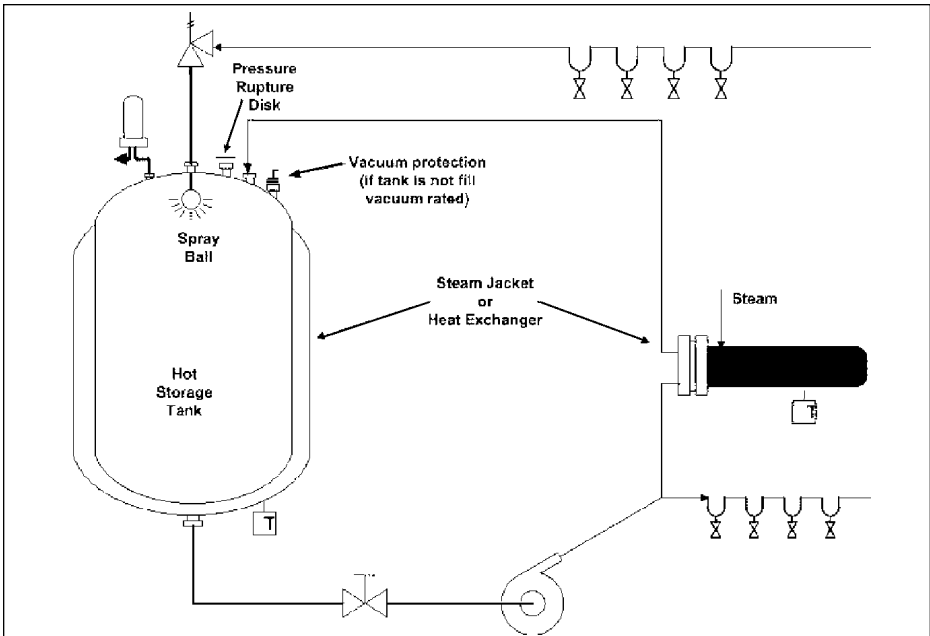 Pressure
Rupture
Disk
Vacuum protection
(if tank is not fill
vacuum rated)
Spray
Ball
Steam Jacket
or
Heat Exchanger
Steam
Hot
Storage
Tank
T
T